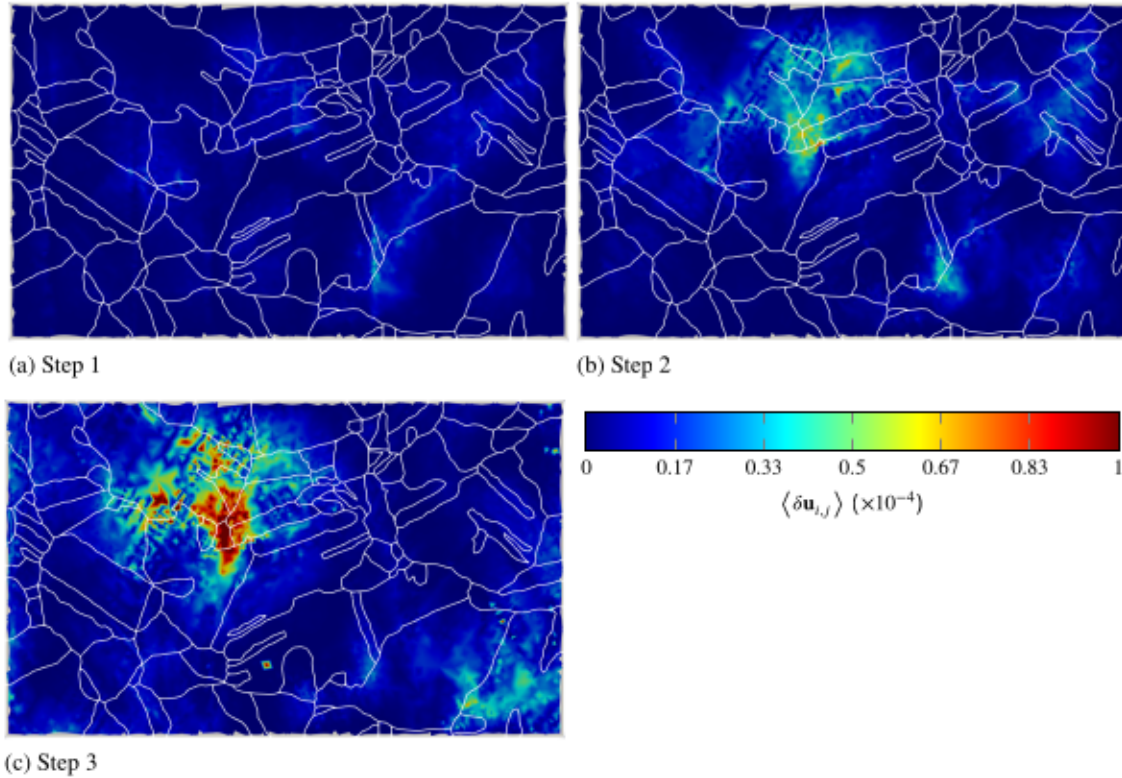 (a) Step 1
(b) Step 2
0 0.17 0.33 0.5 0.67 0.83 1
⟨δu_{i,j}⟩ (×10⁻⁴)
(c) Step 3